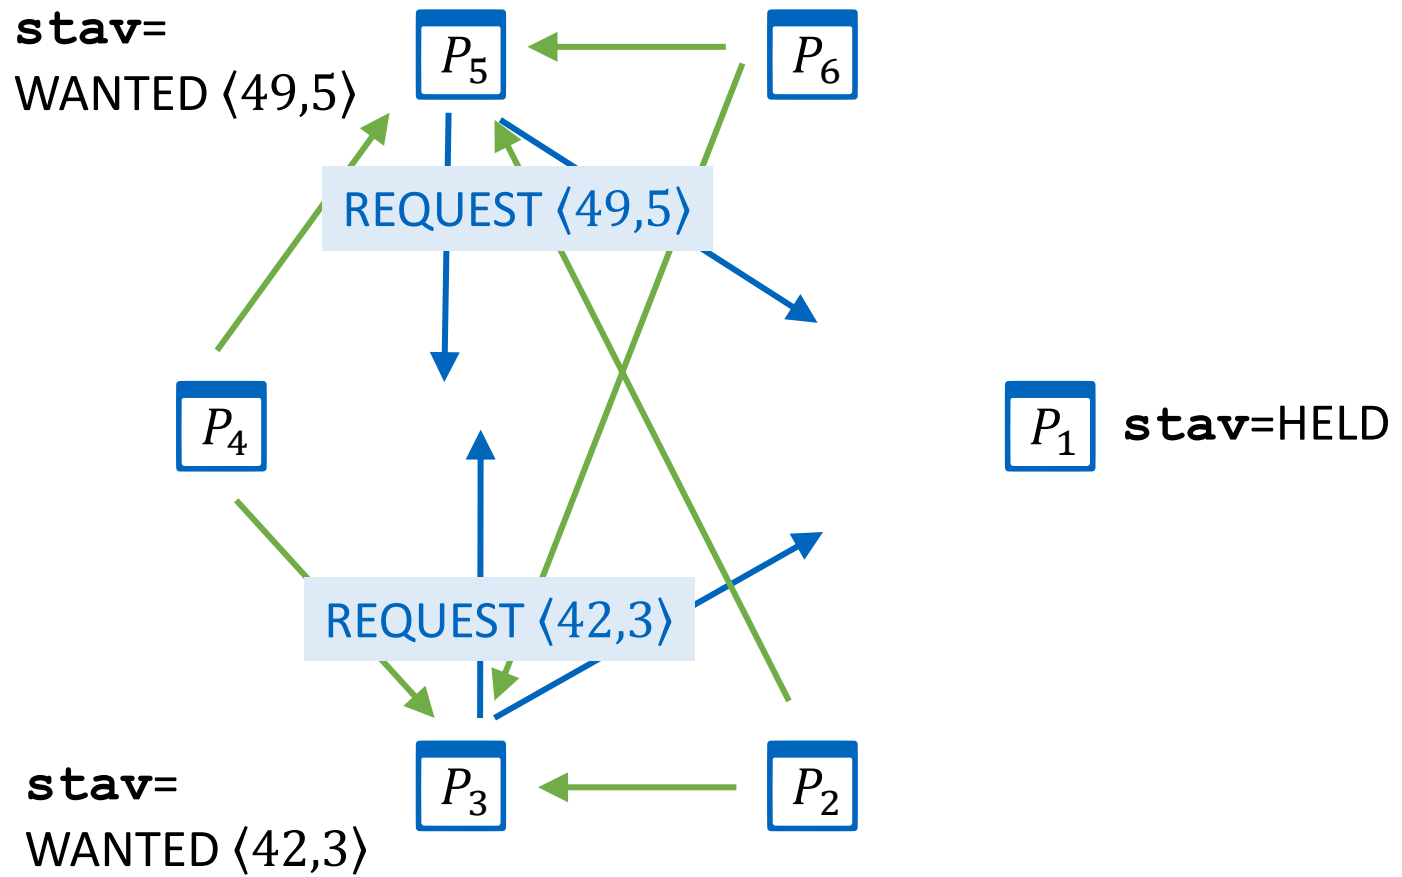 stav=
WANTED ⟨49,5⟩
P₅
P₆
REQUEST ⟨49,5⟩
P₄
P₁
stav=HELD
REQUEST ⟨42,3⟩
stav=
WANTED ⟨42,3⟩
P₃
P₂